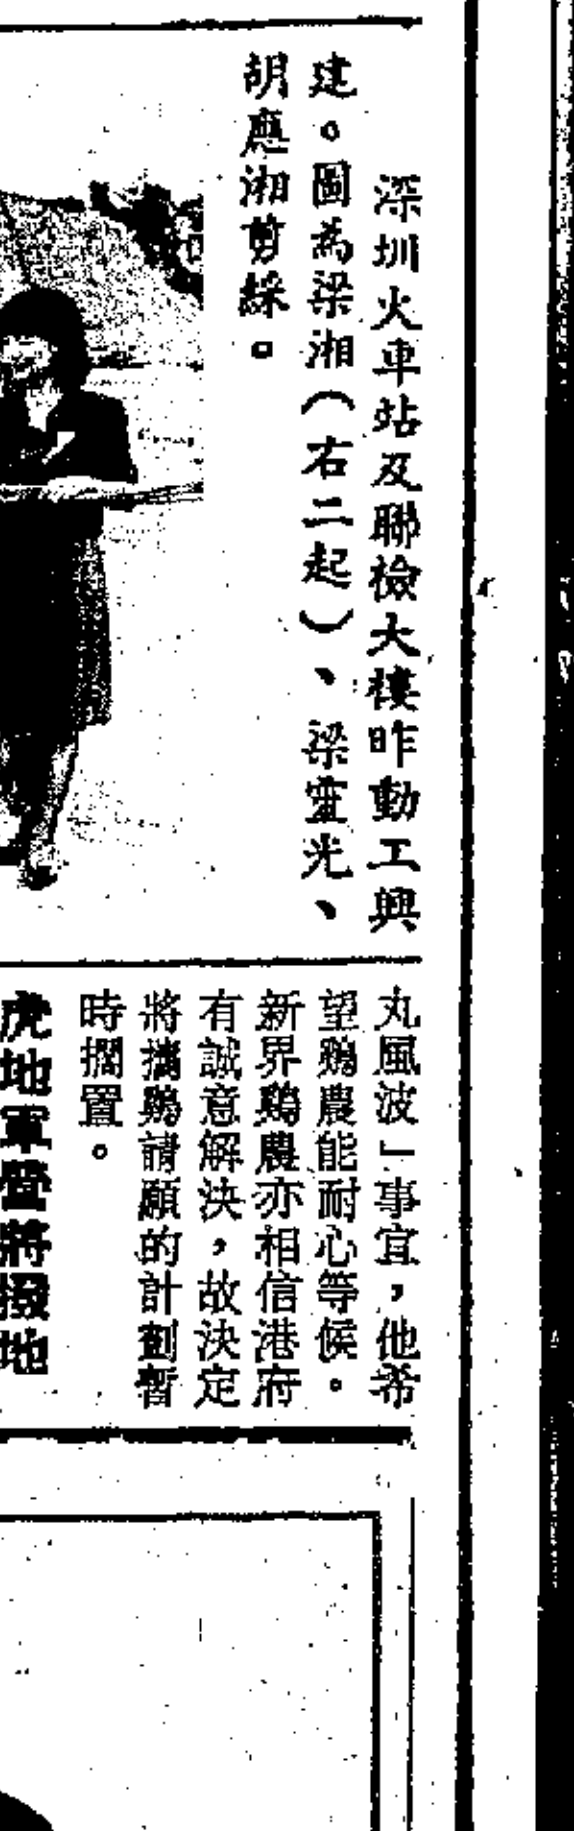 深圳火車站及聯檢大樓昨動工興
建。圖為梁湘（右二起）、梁靈光、
胡應湘剪綵。
丸風波」事宜，他希
望鷄農能耐心等候。
新界鷄農亦相信港府
有誠意解決，故決定
將攜鷄請願的計劃暫
時擱置。
虎地軍營將撥地